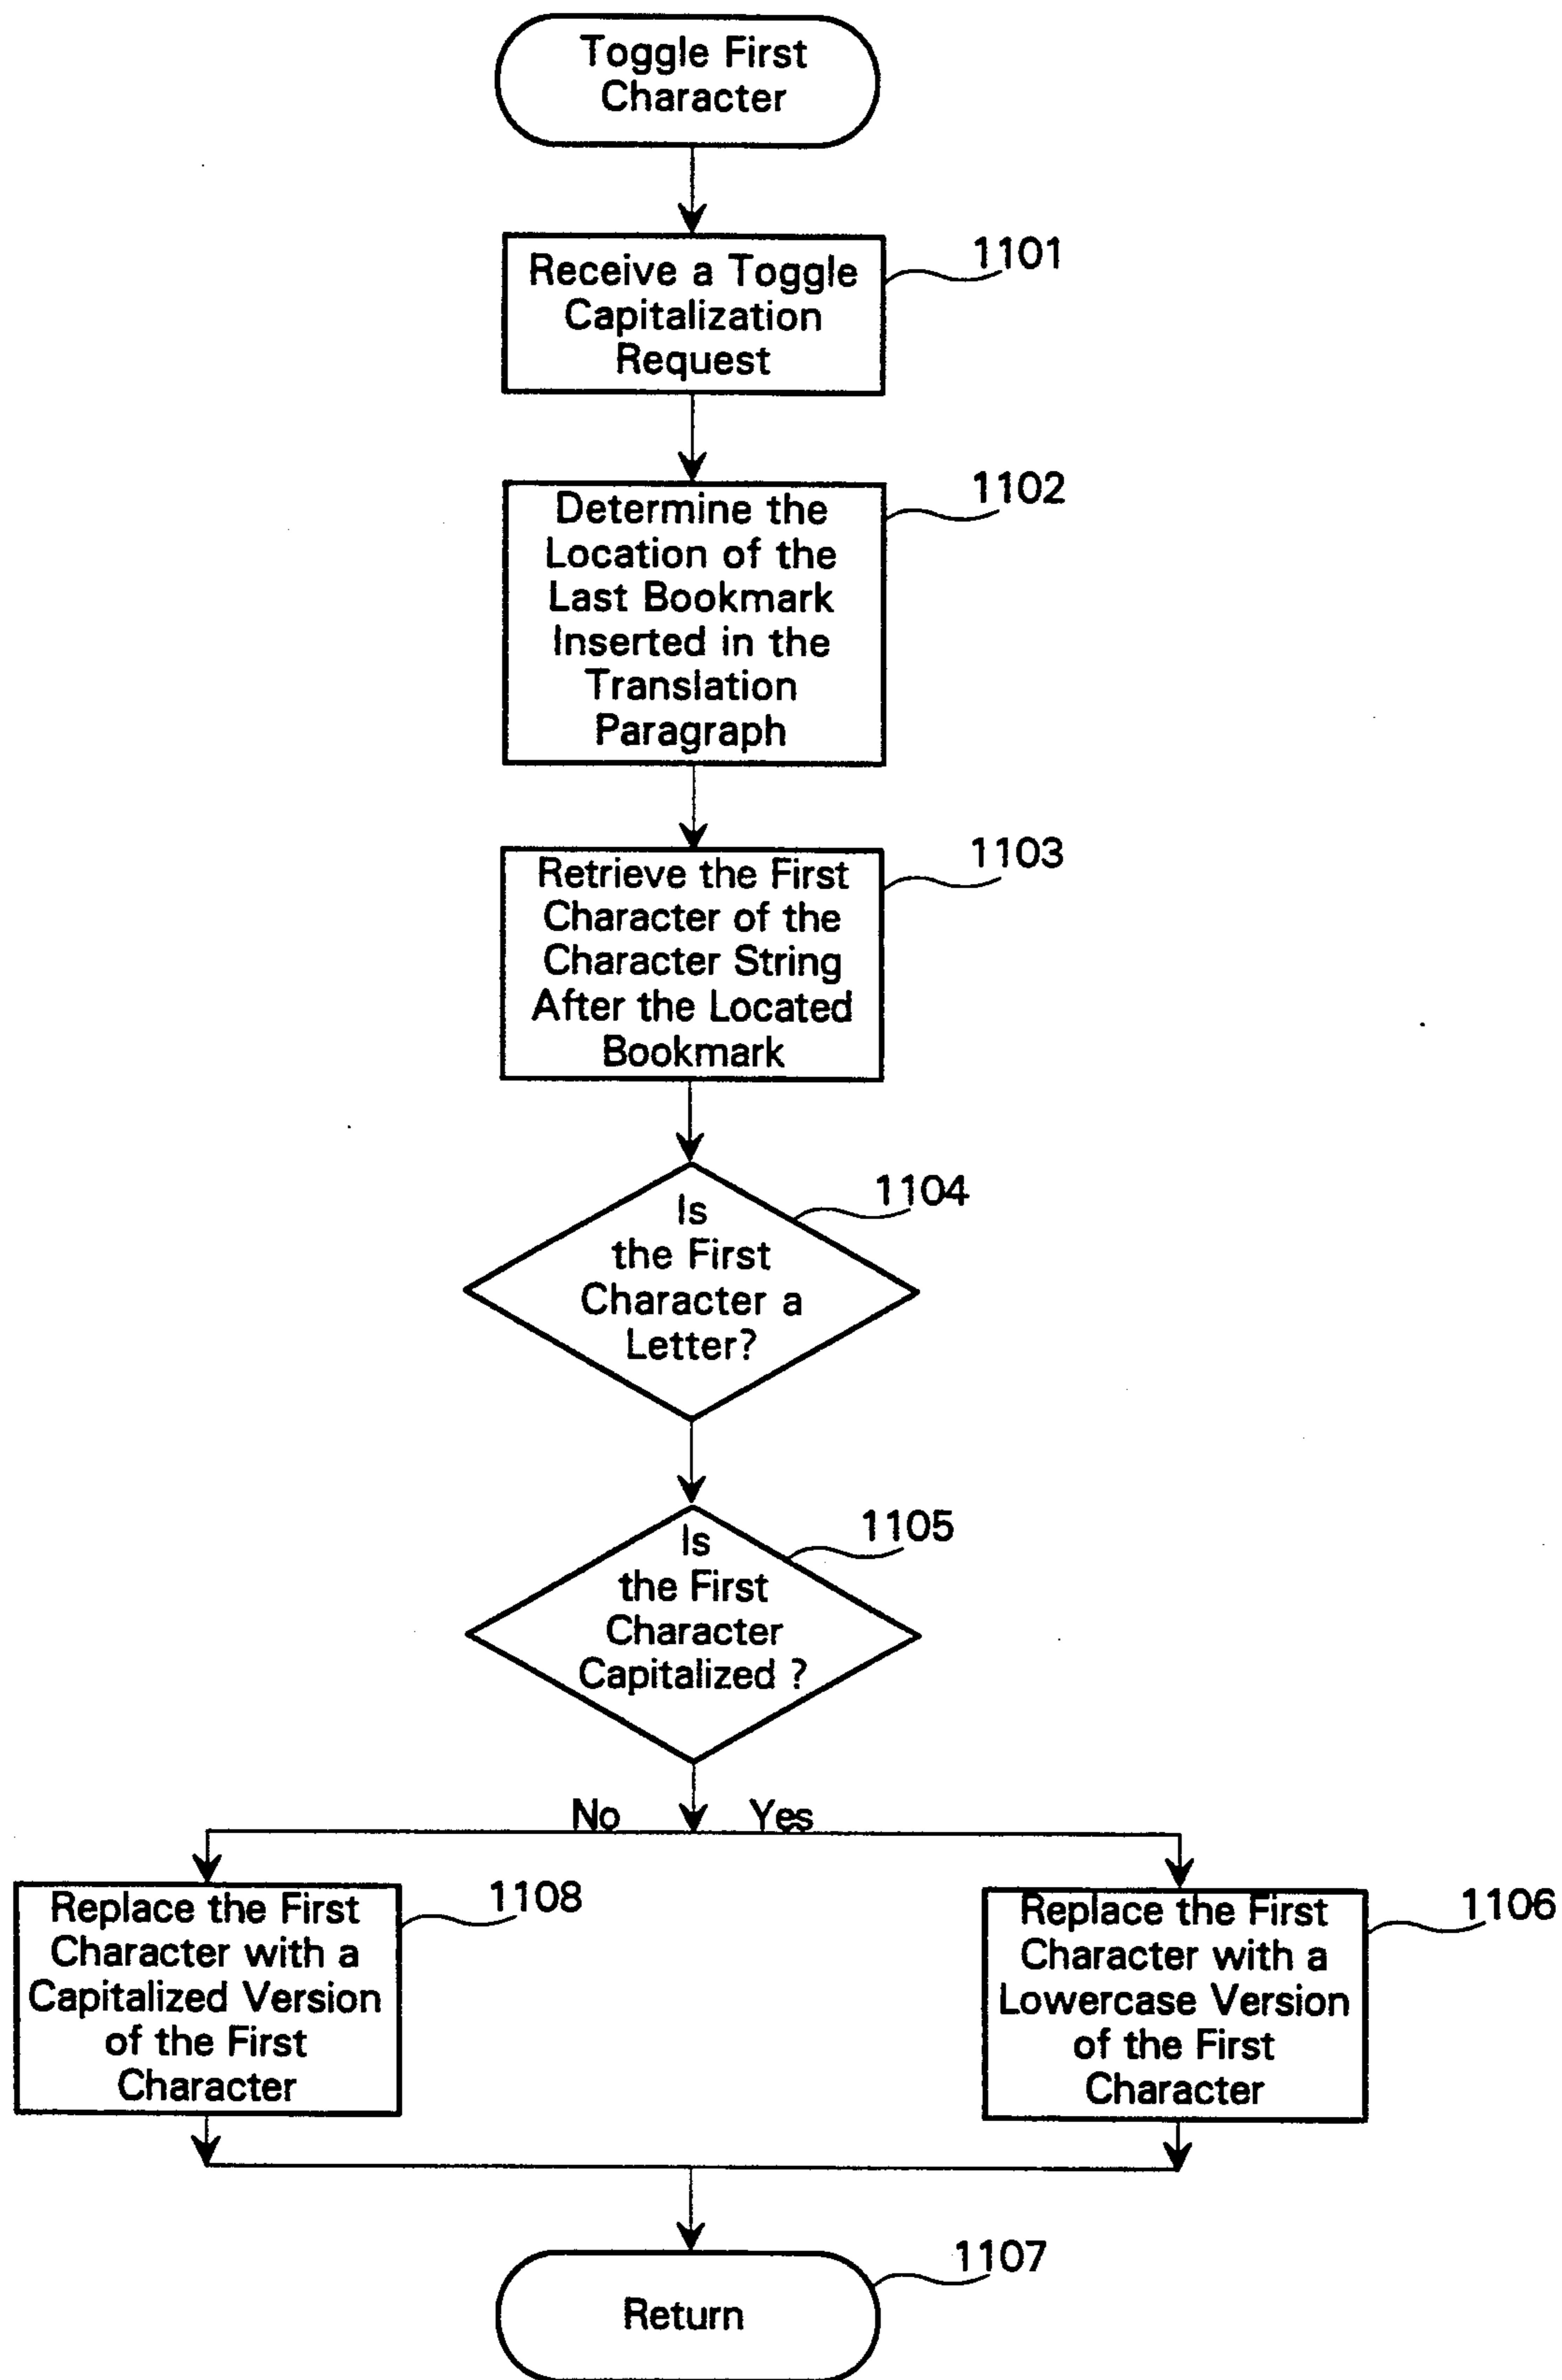 Toggle First
Character
Receive a Toggle
Capitalization
Request
1101
Determine the
Location of the
Last Bookmark
Inserted in the
Translation
Paragraph
1102
Retrieve the First
Character of the
Character String
After the Located
Bookmark
1103
Is
the First
Character a
Letter?
1104
Is
the First
Character
Capitalized ?
1105
No
Yes
Replace the First
Character with a
Capitalized Version
of the First
Character
1108
Replace the First
Character with a
Lowercase Version
of the First
Character
1106
Return
1107